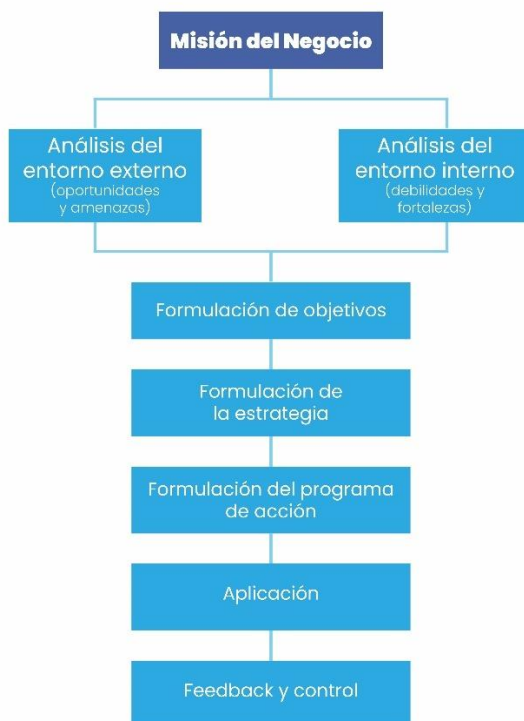 Misión del Negocio
Análisis del
entorno externo
(oportunidades
y amenazas)
Análisis del
entorno interno
(debilidades y
fortalezas)
Formulación de objetivos
Formulación de
la estrategia
Formulación del programa
de acción
Aplicación
Feedback y control